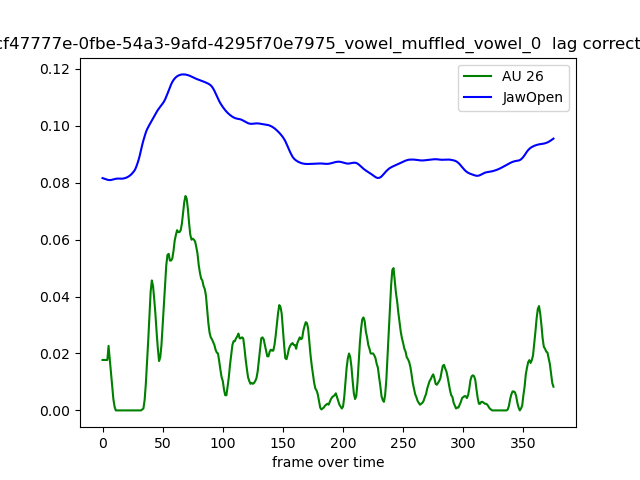 cf47777e-0fbe-54a3-9afd-4295f70e7975_vowel_muffled_vowel_0 lag correct
AU 26
JawOpen
0.12
0.10
0.08
0.06
0.04
0.02
0.00
0 50 100 150 200 250 300 350
frame over time